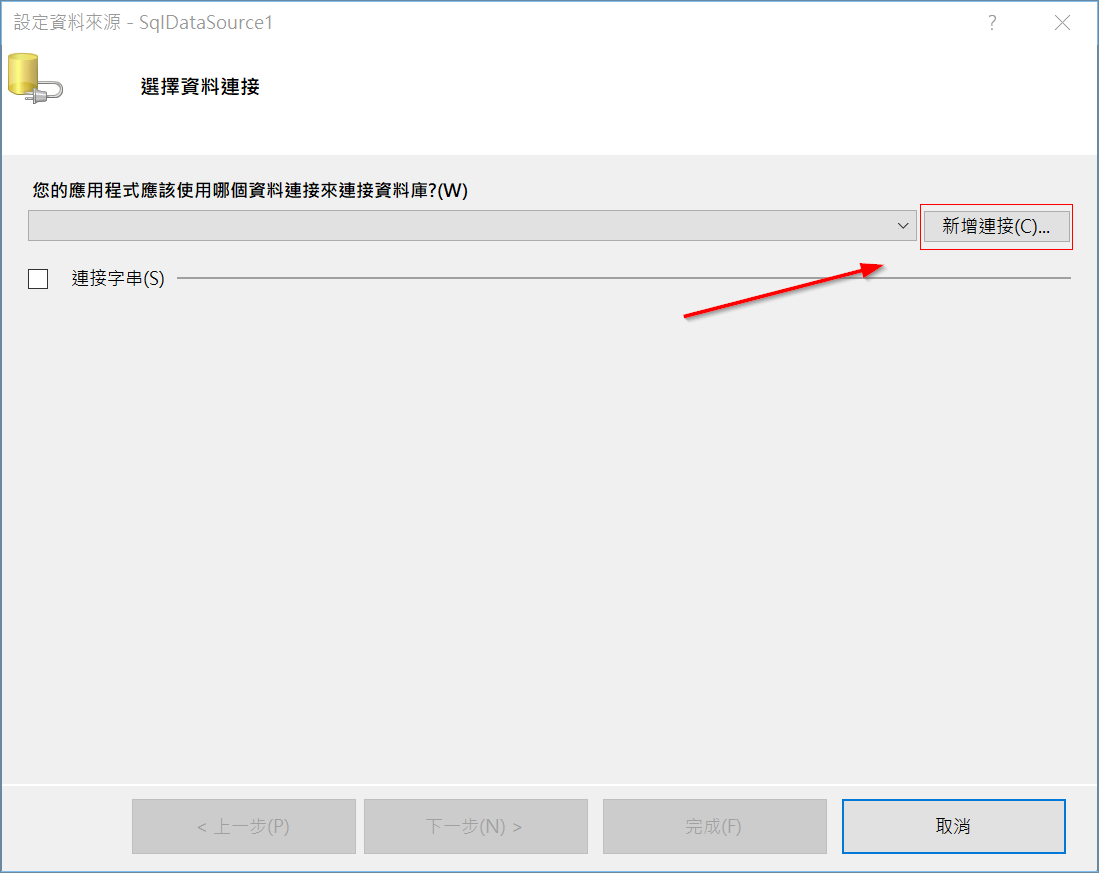 設定資料來源 - SqlDataSource1
?
選擇資料連接
您的應用程式應該使用哪個資料連接來連接資料庫?(W)
新增連接(C)...
連接字串(S)
< 上一步(P)
下一步(N) >
完成(F)
取消